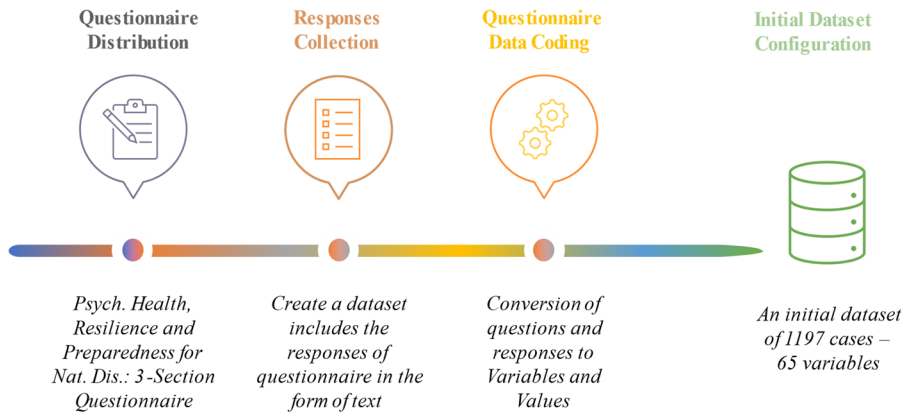 Questionnaire
Distribution
Responses
Collection
Questionnaire
Data Coding
Initial Dataset
Configuration
Psych. Health,
Resilience and
Preparedness for
Nat. Dis.: 3-Section
Questionnaire
Create a dataset
includes the
responses of
questionnaire in the
form of text
Conversion of
questions and
responses to
Variables and
Values
An initial dataset
of 1197 cases –
65 variables